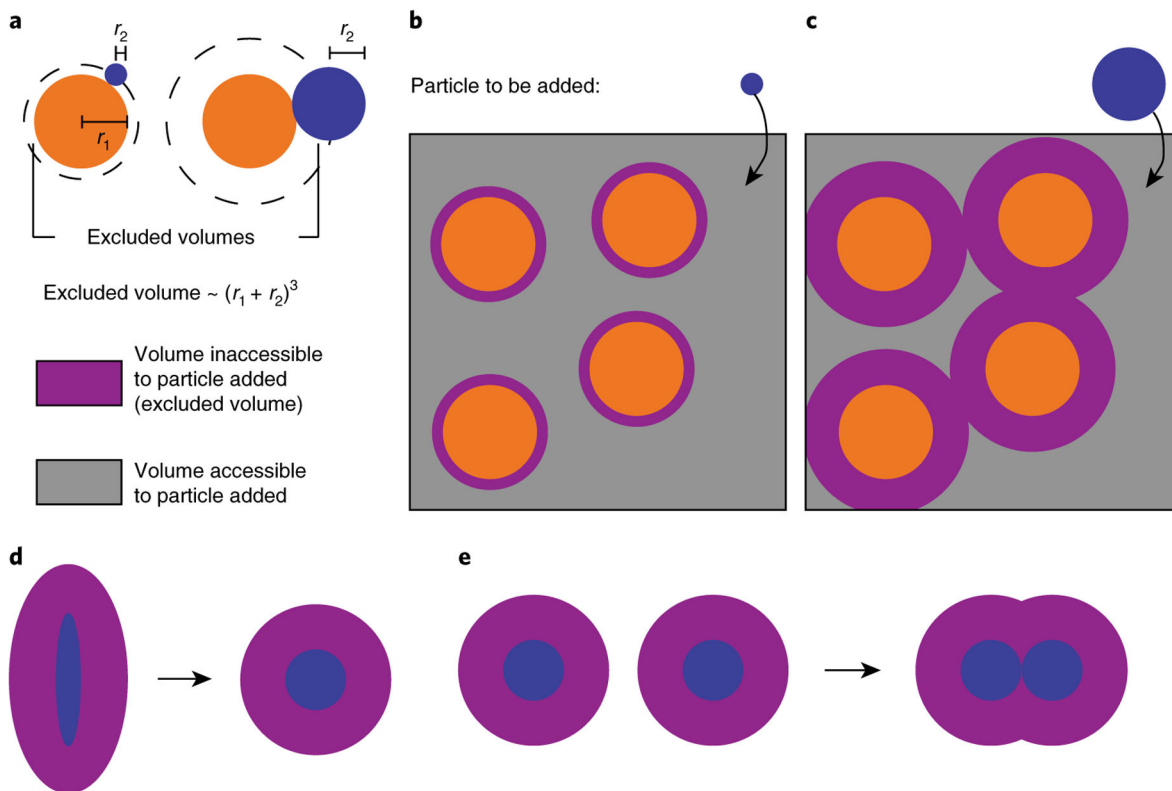 a
r2
r2
r1
Excluded volumes
Excluded volume ~ (r1 + r2)3
Volume inaccessible
to particle added
(excluded volume)
Volume accessible
to particle added
b
Particle to be added:
c
d
e